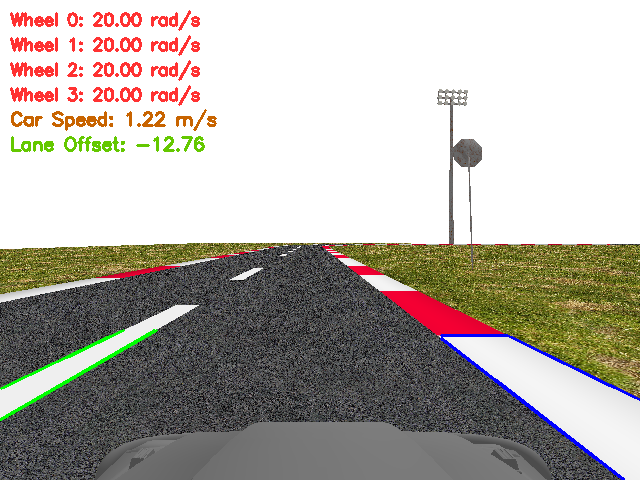 Wheel 0: 20.00 rad/s
Wheel 1: 20.00 rad/s
Wheel 2: 20.00 rad/s
Wheel 3: 20.00 rad/s
Car Speed: 1.22 m/s
Lane Offset: -12.76